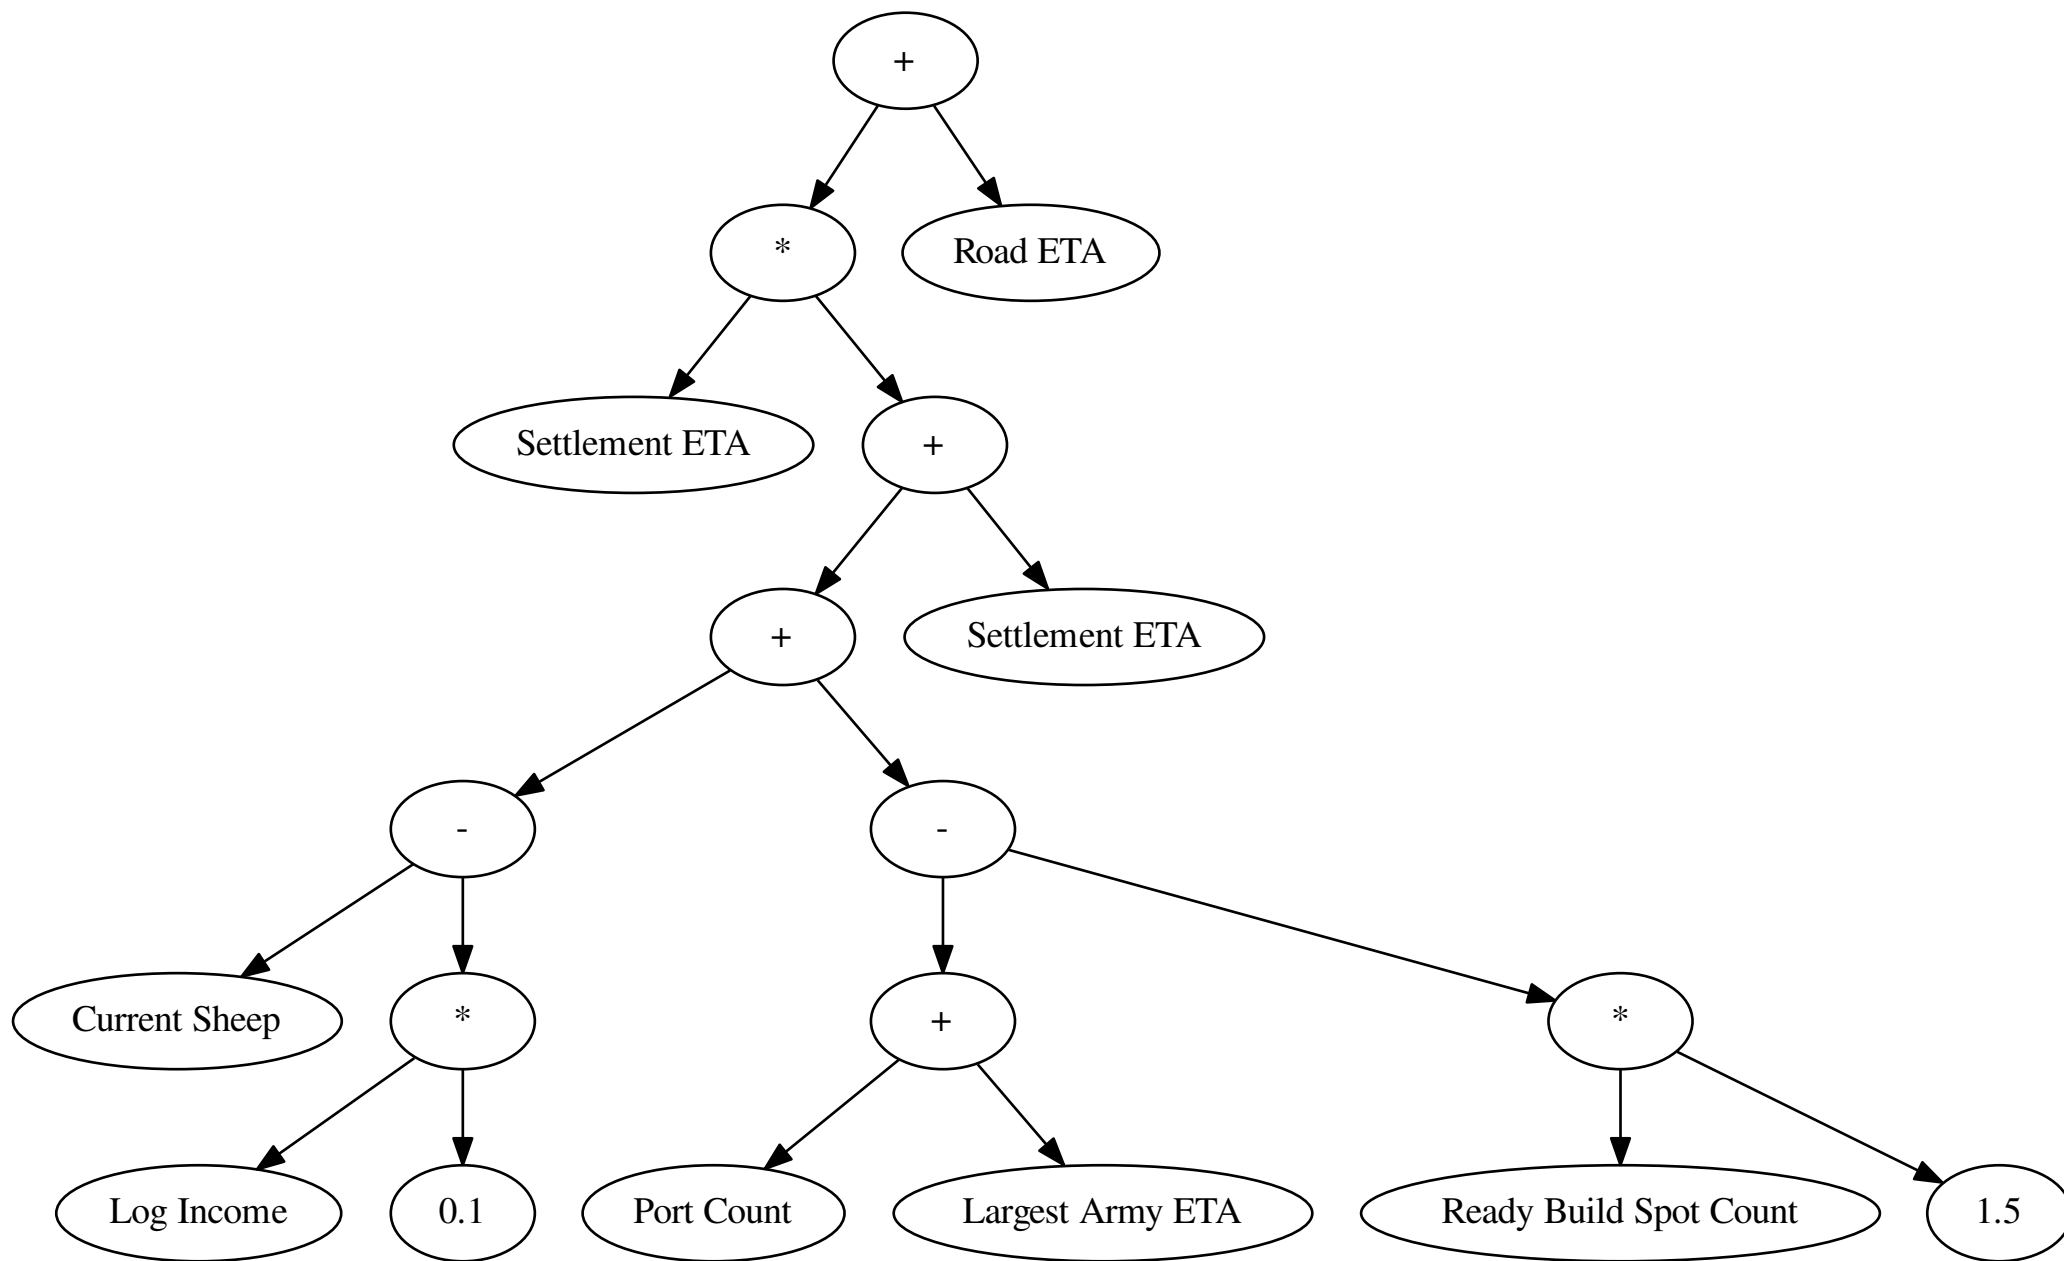 +
*
Road ETA
Settlement ETA
+
+
Settlement ETA
-
-
Current Sheep
*
+
*
Log Income
0.1
Port Count
Largest Army ETA
Ready Build Spot Count
1.5